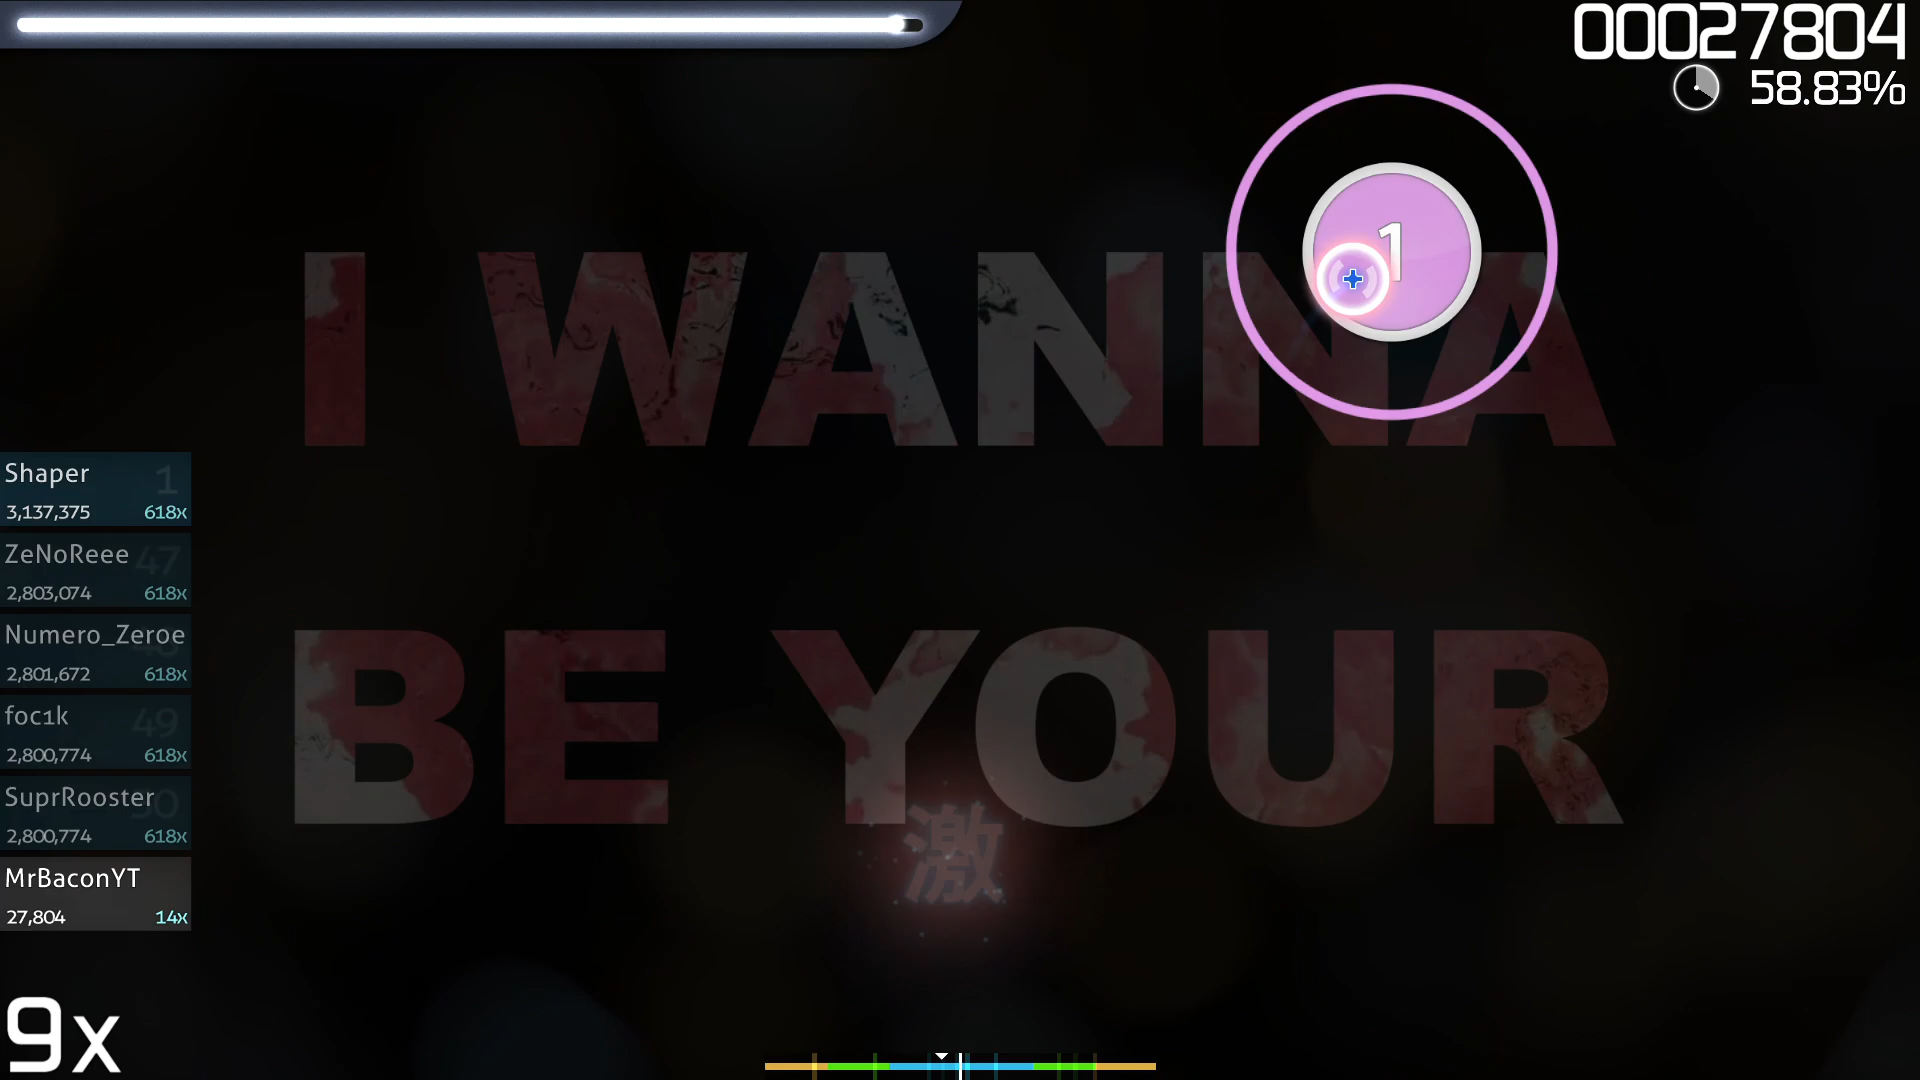 00027804
58.83%
1
I WANNA
Shaper 1
3,137,375 618x
ZeNoReee 47
2,803,074 618x
Numero_Zeroe 48
2,801,672 618x
foc1k 49
2,800,774 618x
SuprRooster 50
2,800,774 618x
MrBaconYT
27,804 14x
BE YOUR
激
9x